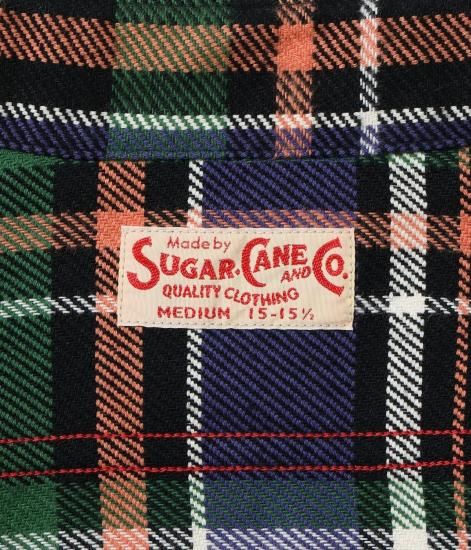 Made by
SUGAR CANE AND CO.
QUALITY CLOTHING
MEDIUM 15-15½